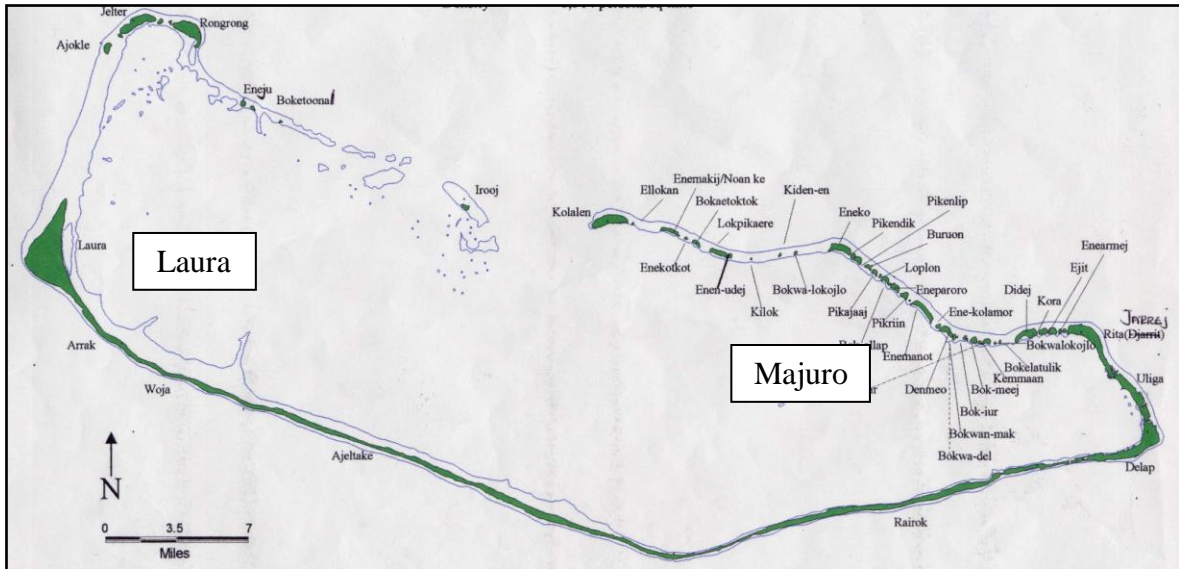 Jelter
Rongrong
Ajokle
Eneju
Boketoonal
Irooj
Laura
Laura
Arrak
Woja
Ajeltake
N
0 3.5 7
Miles
Kolalen
Ellokan
Enemakij/Noan ke
Bokaetoktok
Lokpikaere
Enekotkot
Enen-udej
Kilok
Kiden-en
Bokwa-lokojlo
Eneko
Pikendik
Pikenlip
Buruon
Loplon
Eneparoro
Pikajaaj
Pikriin
Enemanot
Ene-kolamor
Majuro
Denmeo
Bokwa-del
Bokwan-mak
Bok-iur
Bok-meej
Kemmaan
Bokelatulik
Didej
Kora
Ejit
Enearmej
Bokwalokojlo
Jarrej
Rita(Djarrit)
Uliga
Delap
Rairok